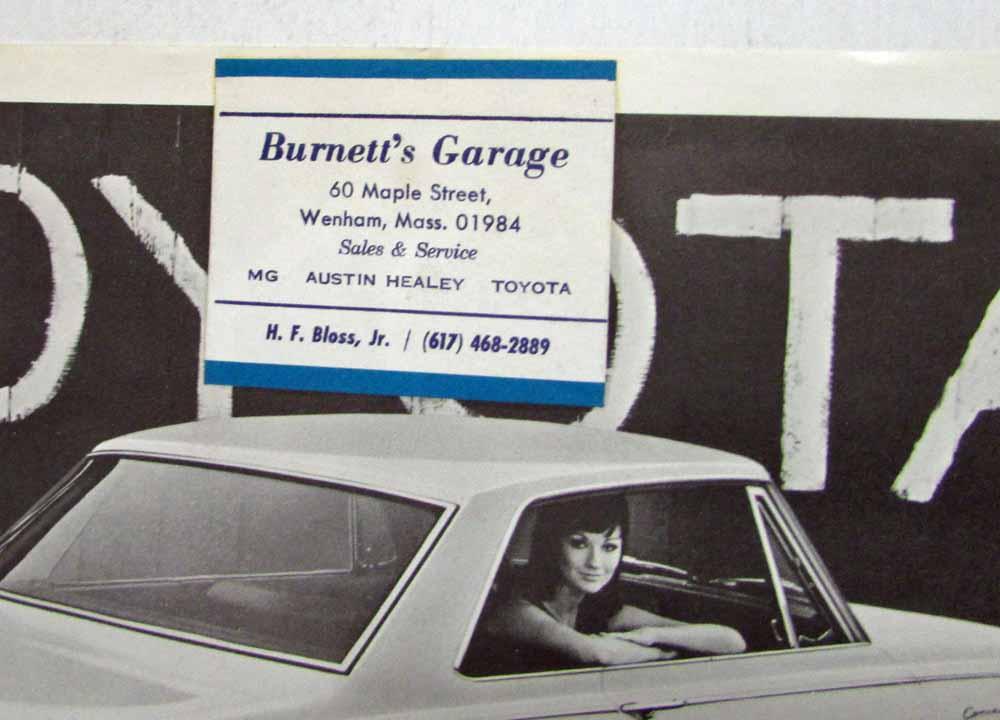 Burnett's Garage
60 Maple Street,
Wenham, Mass. 01984
Sales & Service
MG AUSTIN HEALEY TOYOTA
H. F. Bloss, Jr. / (617) 468-2889
OYOTA